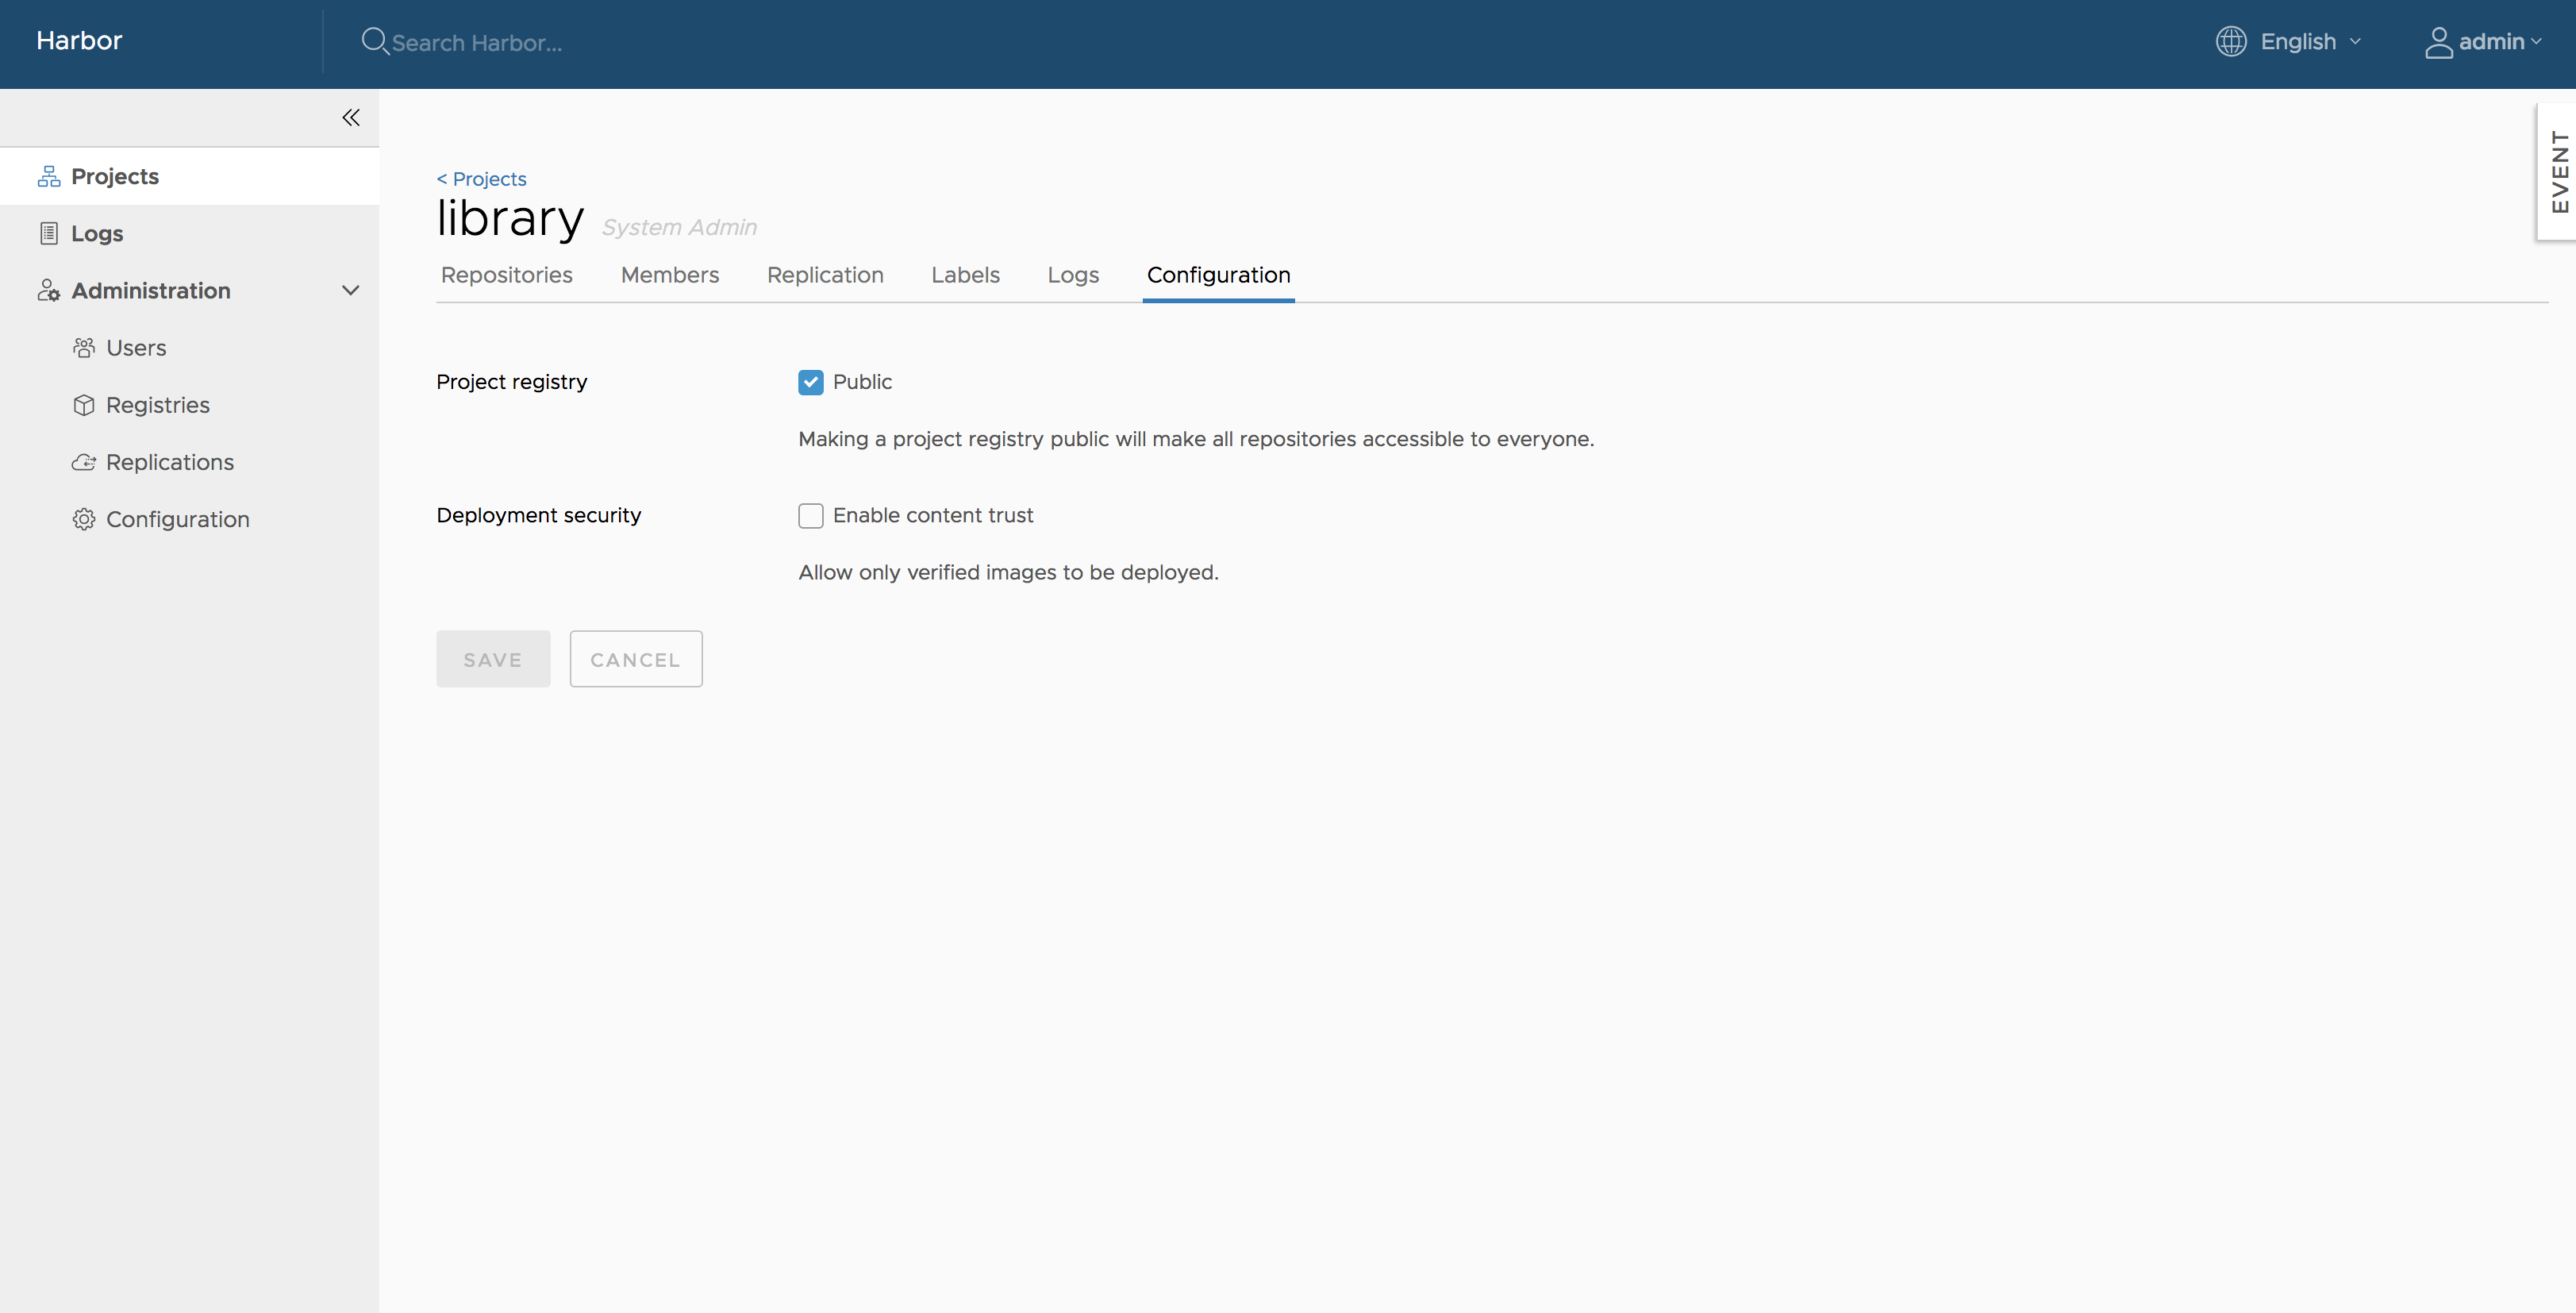 Harbor
Search Harbor...
English
admin
EVENT
Projects
Logs
Administration
Users
Registries
Replications
Configuration
< Projects
library System Admin
Repositories Members Replication Labels Logs Configuration
Project registry Public
Making a project registry public will make all repositories accessible to everyone.
Deployment security Enable content trust
Allow only verified images to be deployed.
SAVE CANCEL